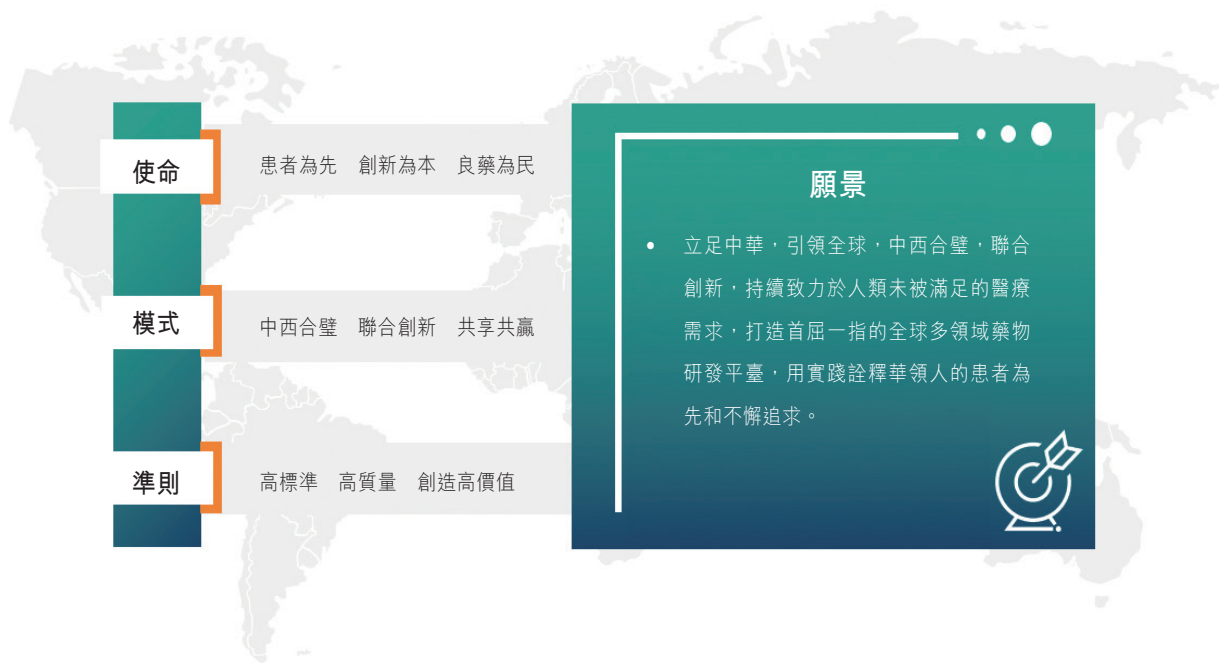 使命
患者為先　創新為本　良藥為民
模式
中西合璧　聯合創新　共享共贏
準則
高標準　高質量　創造高價值
願景
• 立足中華，引領全球，中西合璧，聯合
創新，持續致力於人類未被滿足的醫療
需求，打造首屈一指的全球多領域藥物
研發平臺，用實踐詮釋華領人的患者為
先和不懈追求。